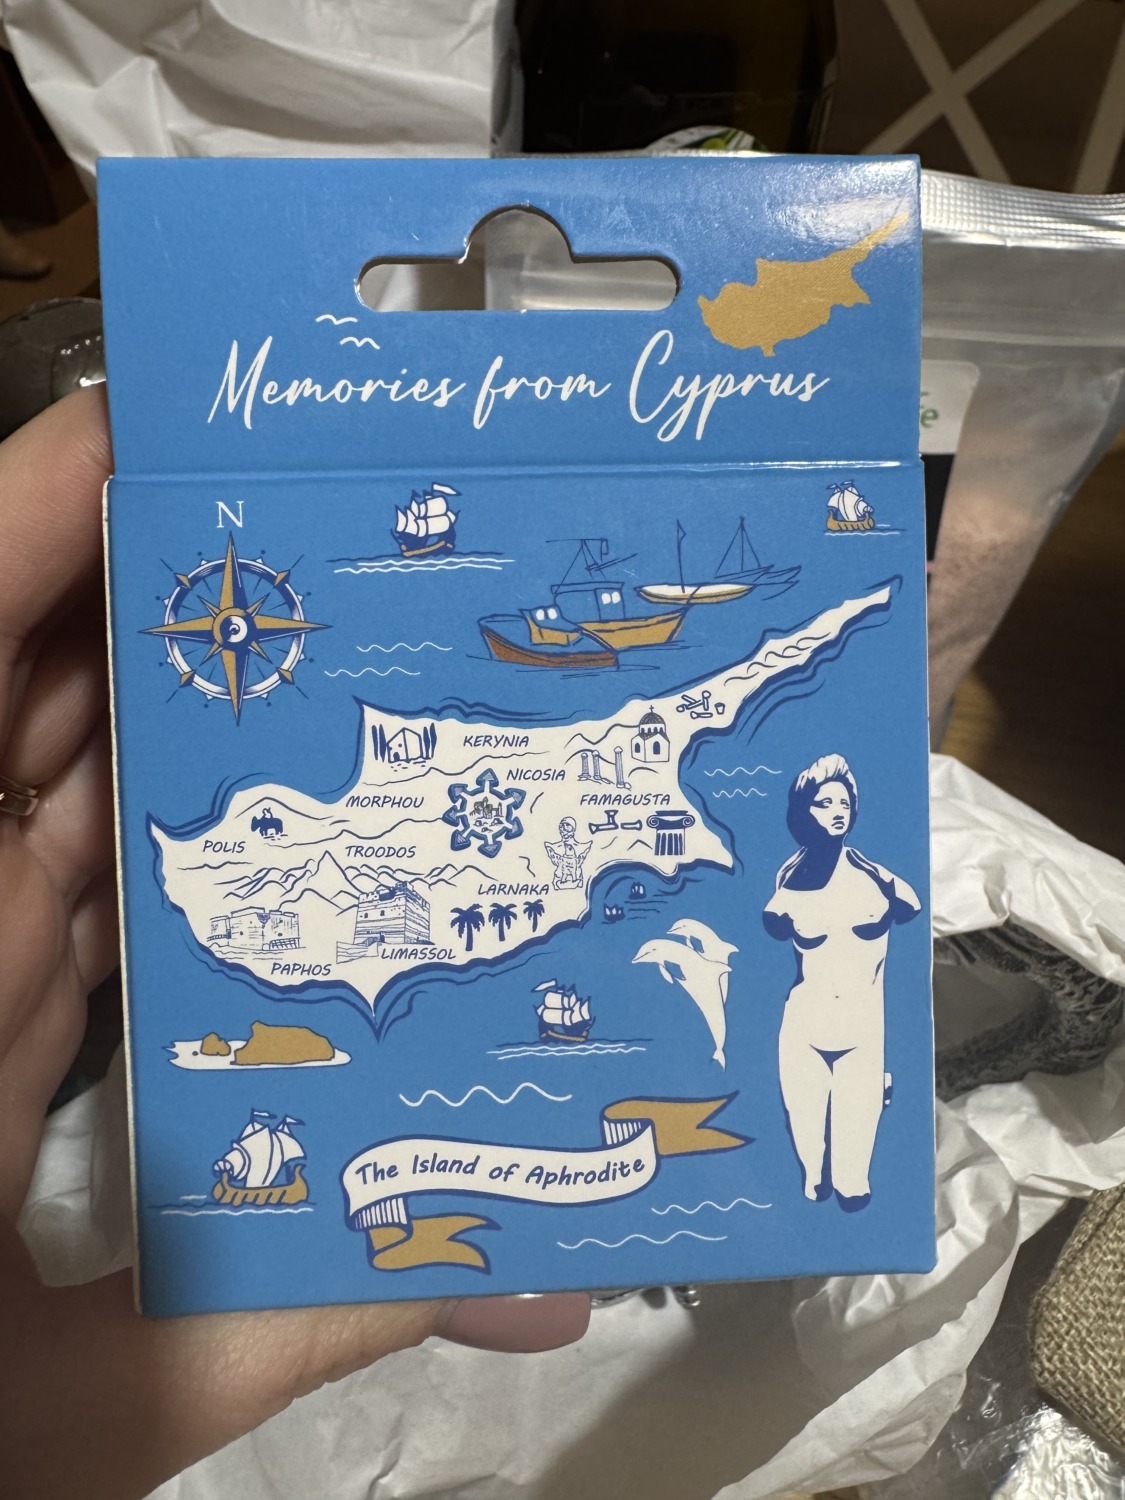 Memories from Cyprus
N
KERYNIA
NICOSIA
MORPHOU
FAMAGUSTA
POLIS
TROODOS
LARNAKA
LIMASSOL
PAPHOS
The Island of Aphrodite